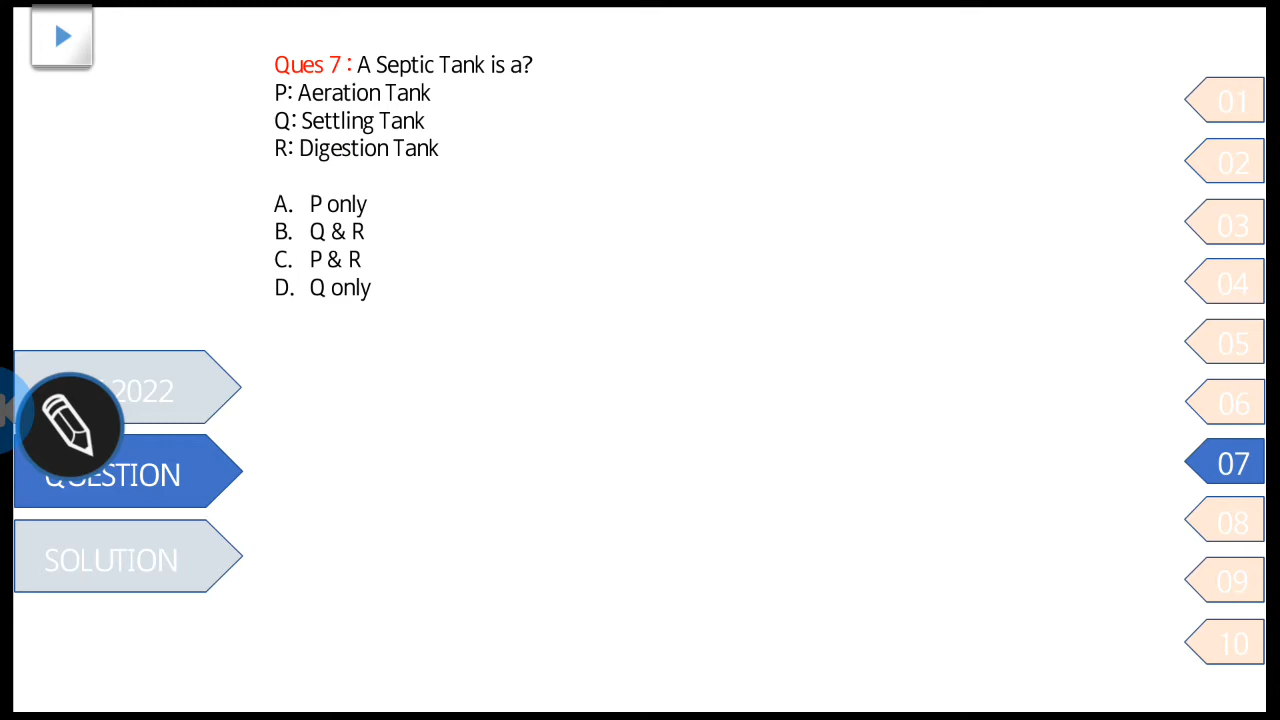 Ques 7 : A Septic Tank is a?
P: Aeration Tank
Q: Settling Tank
R: Digestion Tank
A. P only
B. Q & R
C. P & R
D. Q only
2022
QUESTION
SOLUTION
01
02
03
04
05
06
07
08
09
10